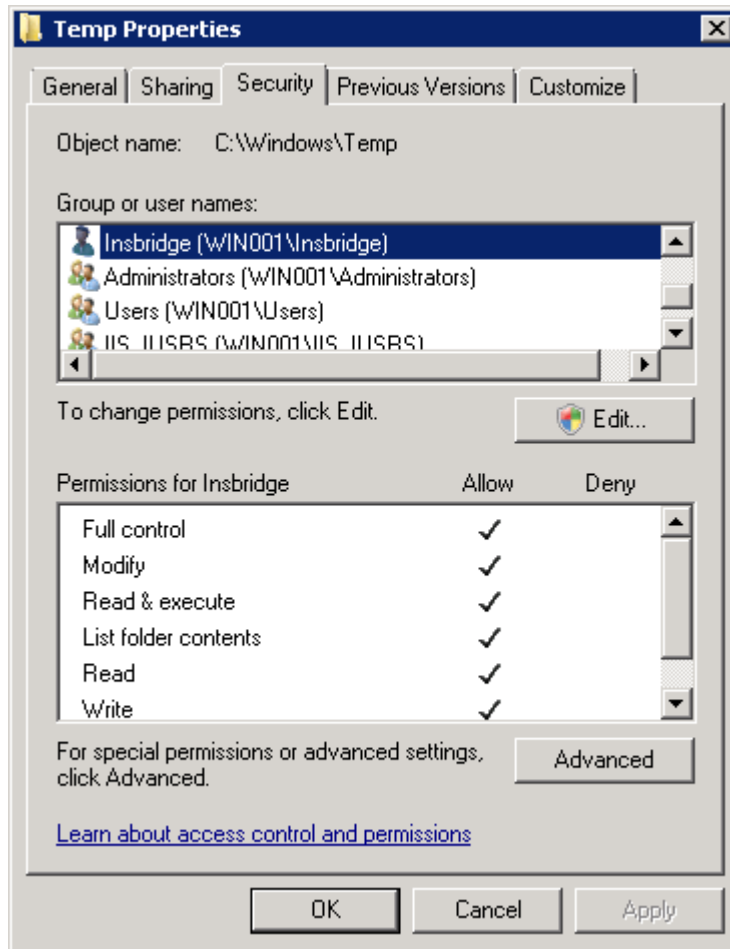 Temp Properties
General Sharing Security Previous Versions Customize
Object name: C:\Windows\Temp
Group or user names:
Insbridge (WIN001\Insbridge)
Administrators (WIN001\Administrators)
Users (WIN001\Users)
IIS_IUSRS (WIN001\IIS_IUSRS)
To change permissions, click Edit. Edit...
Permissions for Insbridge Allow Deny
Full control
Modify
Read & execute
List folder contents
Read
Write
For special permissions or advanced settings,
click Advanced. Advanced
Learn about access control and permissions
OK Cancel Apply